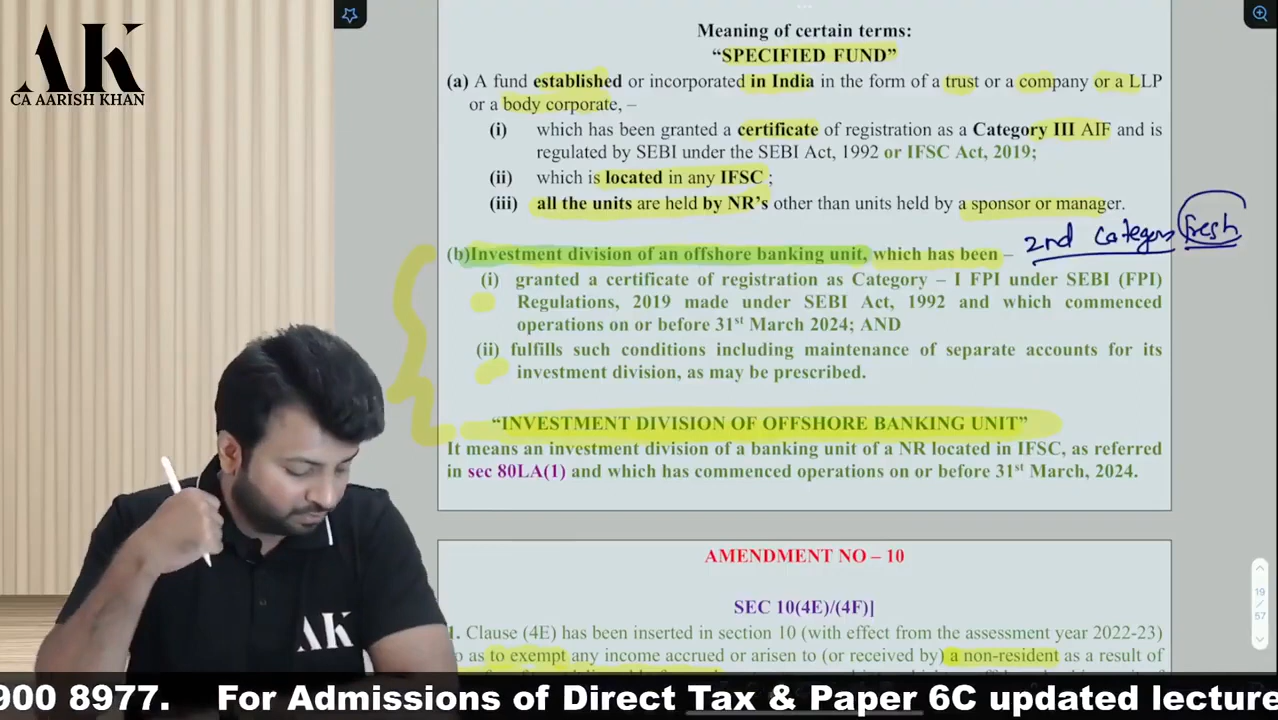 AK
CA AARISH KHAN
Meaning of certain terms:
“SPECIFIED FUND”
(a) A fund established or incorporated in India in the form of a trust or a company or a LLP
or a body corporate, –
(i) which has been granted a certificate of registration as a Category III AIF and is
regulated by SEBI under the SEBI Act, 1992 or IFSC Act, 2019;
(ii) which is located in any IFSC ;
(iii) all the units are held by NR’s other than units held by a sponsor or manager.
2nd category fresh
(b)Investment division of an offshore banking unit, which has been –
(i) granted a certificate of registration as Category – I FPI under SEBI (FPI)
Regulations, 2019 made under SEBI Act, 1992 and which commenced
operations on or before 31st March 2024; AND
(ii) fulfills such conditions including maintenance of separate accounts for its
investment division, as may be prescribed.
“INVESTMENT DIVISION OF OFFSHORE BANKING UNIT”
It means an investment division of a banking unit of a NR located in IFSC, as referred
in sec 80LA(1) and which has commenced operations on or before 31st March, 2024.
AMENDMENT NO – 10
SEC 10(4E)/(4F)]
1. Clause (4E) has been inserted in section 10 (with effect from the assessment year 2022-23)
so as to exempt any income accrued or arisen to (or received by) a non-resident as a result of
19
/
57
AK
900 8977. For Admissions of Direct Tax & Paper 6C updated lecture